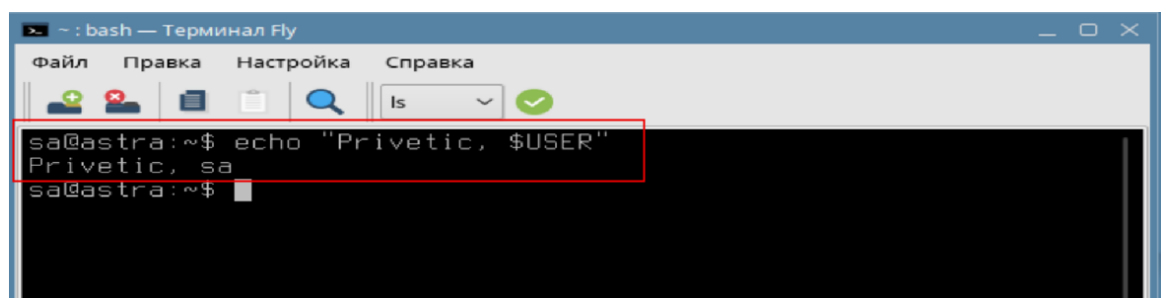 ~ : bash — Терминал Fly
Файл Правка Настройка Справка
ls
sa@astra:~$ echo "Privetic, $USER"
Privetic, sa
sa@astra:~$